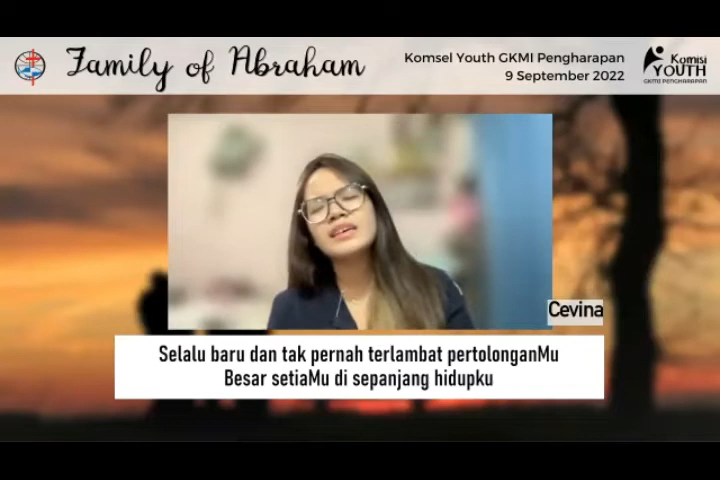 Family of Abraham
Komsel Youth GKMI Pengharapan
9 September 2022
Komisi
YOUTH
GKMI PENGHARAPAN
Cevina
Selalu baru dan tak pernah terlambat pertolonganMu
Besar setiaMu di sepanjang hidupku